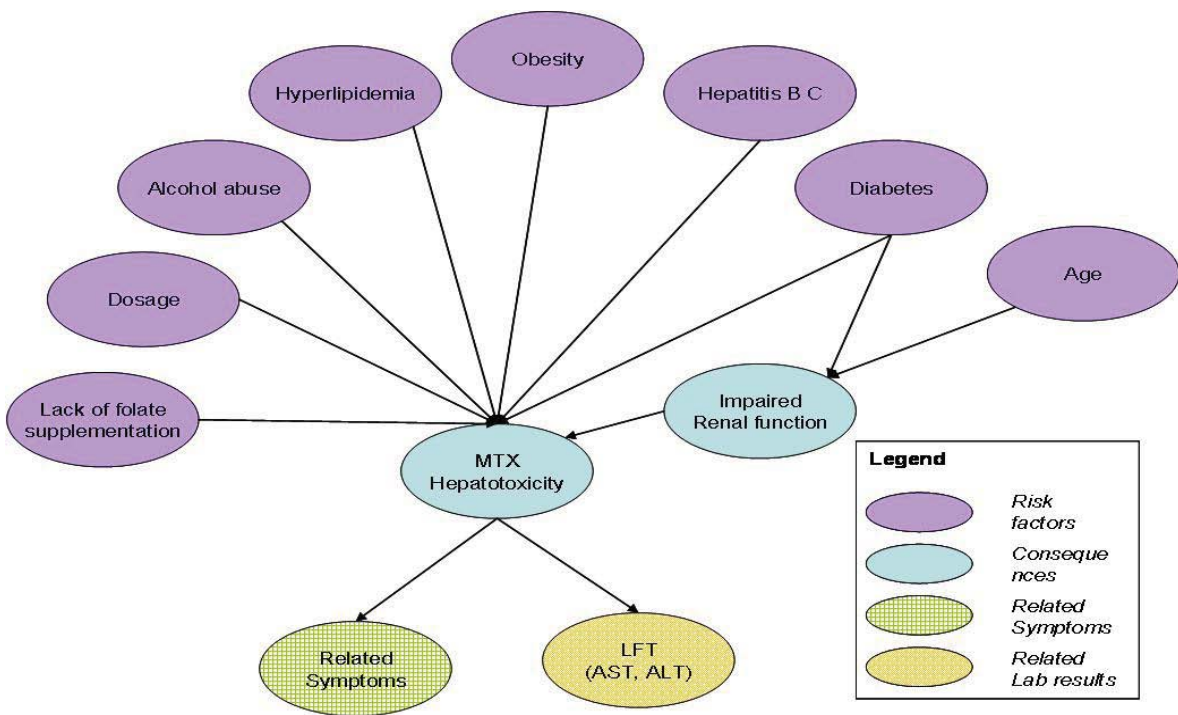 Obesity
Hyperlipidemia
Hepatitis B C
Alcohol abuse
Diabetes
Age
Dosage
Lack of folate
supplementation
Impaired
Renal function
MTX
Hepatotoxicity
Related
Symptoms
LFT
(AST, ALT)
Legend
Risk
factors
Conseque
nces
Related
Symptoms
Related
Lab results